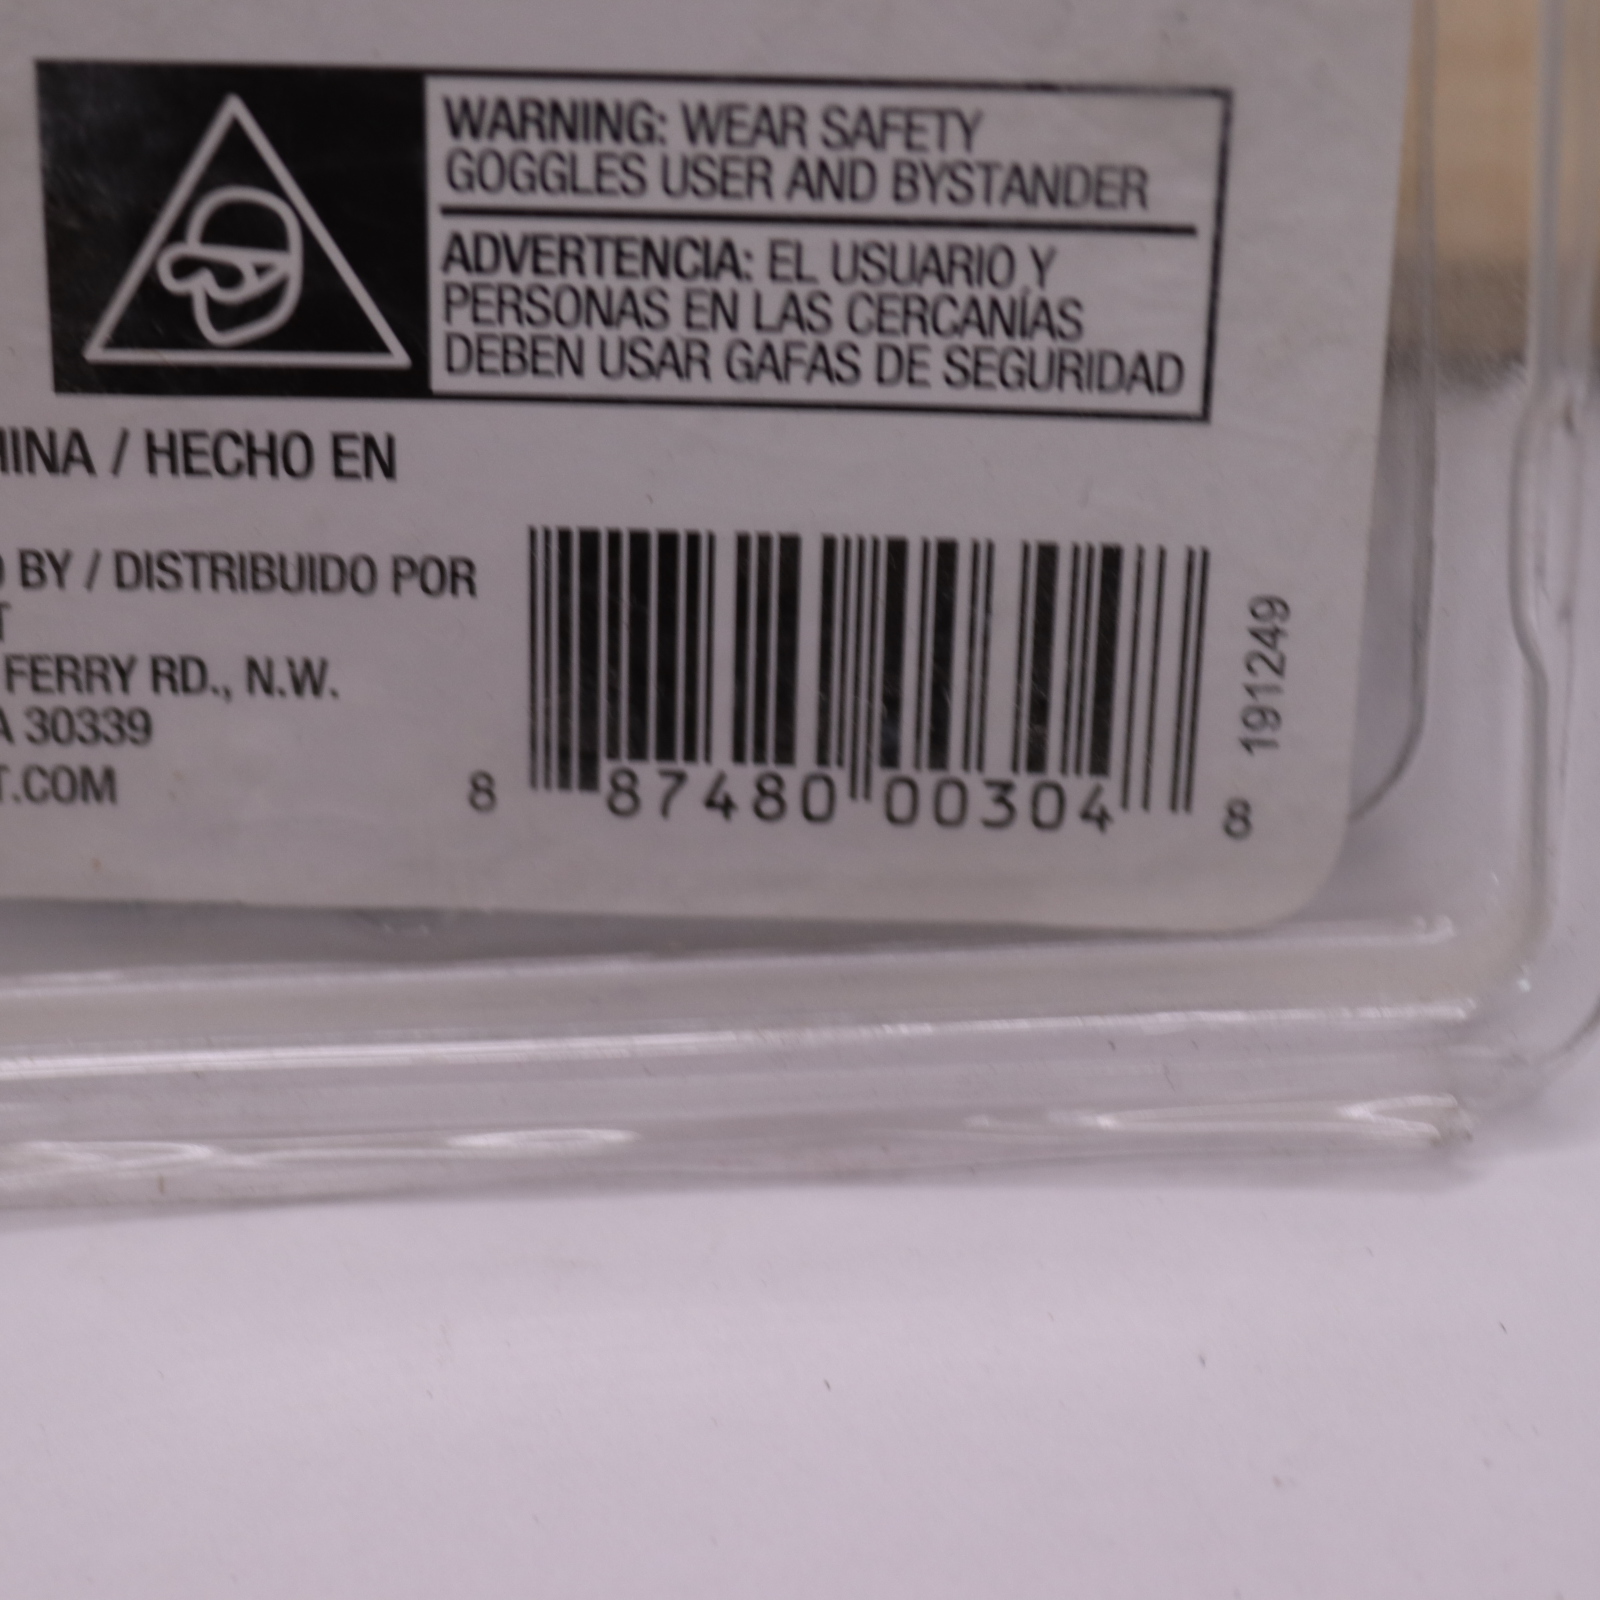 WARNING: WEAR SAFETY
GOGGLES USER AND BYSTANDER
ADVERTENCIA: EL USUARIO Y
PERSONAS EN LAS CERCANÍAS
DEBEN USAR GAFAS DE SEGURIDAD
HINA / HECHO EN
BY / DISTRIBUIDO POR
T
FERRY RD., N.W.
A 30339
T.COM
8 87480 00304 8
191249